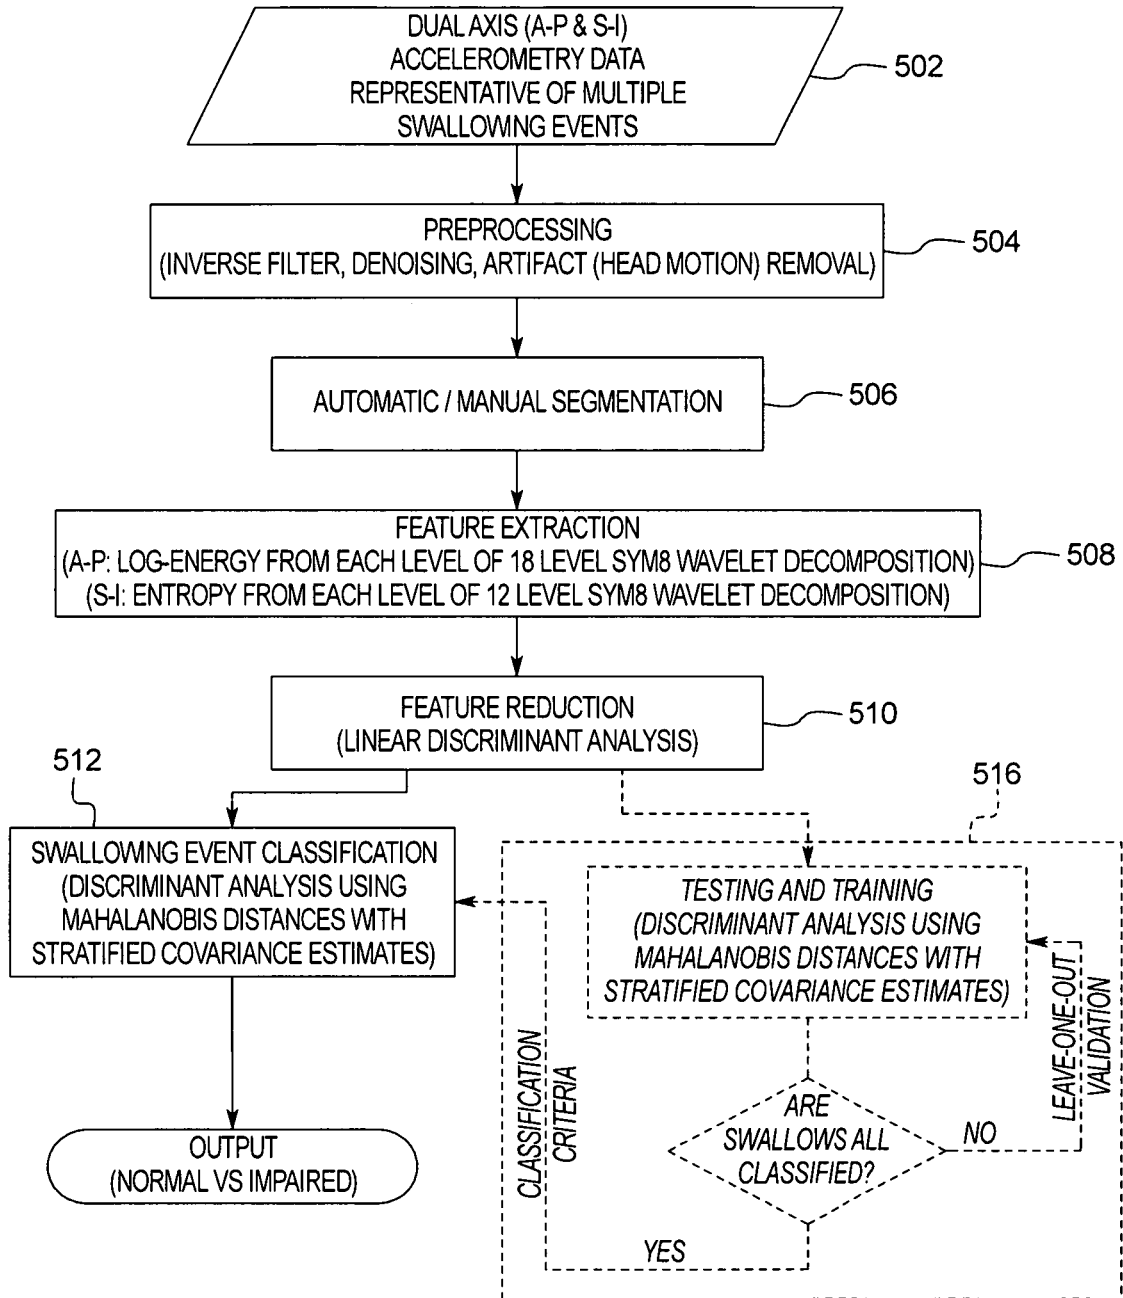 DUAL AXIS (A-P & S-I)
ACCELEROMETRY DATA
REPRESENTATIVE OF MULTIPLE
SWALLOWING EVENTS
502
PREPROCESSING
(INVERSE FILTER, DENOISING, ARTIFACT (HEAD MOTION) REMOVAL)
504
AUTOMATIC / MANUAL SEGMENTATION
506
FEATURE EXTRACTION
(A-P: LOG-ENERGY FROM EACH LEVEL OF 18 LEVEL SYM8 WAVELET DECOMPOSITION)
(S-I: ENTROPY FROM EACH LEVEL OF 12 LEVEL SYM8 WAVELET DECOMPOSITION)
508
FEATURE REDUCTION
(LINEAR DISCRIMINANT ANALYSIS)
510
512
SWALLOWING EVENT CLASSIFICATION
(DISCRIMINANT ANALYSIS USING
MAHALANOBIS DISTANCES WITH
STRATIFIED COVARIANCE ESTIMATES)
OUTPUT
(NORMAL VS IMPAIRED)
516
TESTING AND TRAINING
(DISCRIMINANT ANALYSIS USING
MAHALANOBIS DISTANCES WITH
STRATIFIED COVARIANCE ESTIMATES)
LEAVE-ONE-OUT
VALIDATION
ARE
SWALLOWS ALL
CLASSIFIED?
NO
YES
CLASSIFICATION
CRITERIA